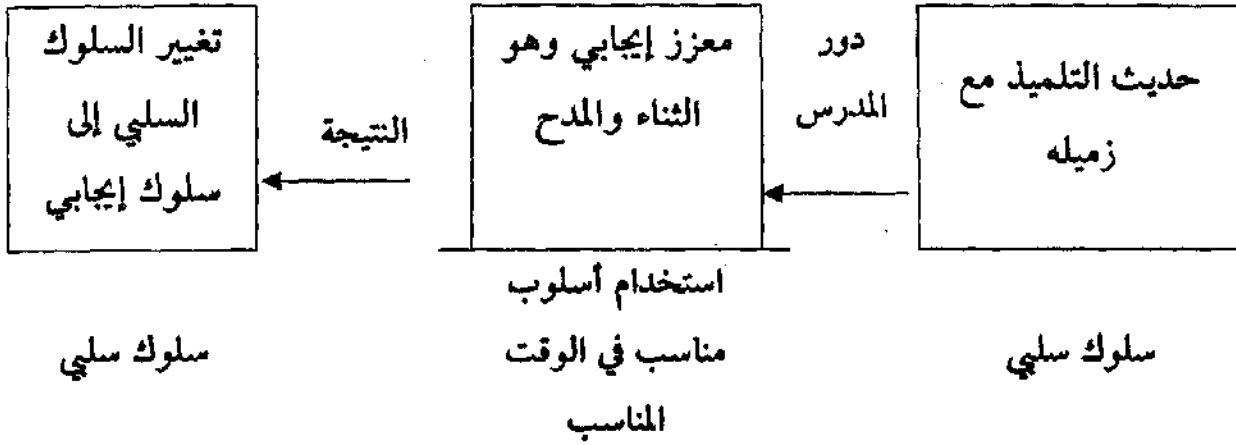 حديث التلميذ مع
زميله
دور
المدرس
معزز إيجابي وهو
الثناء والمدح
النتيجة
تغيير السلوك
السلبي إلى
سلوك إيجابي
سلوك سلبي
استخدام أسلوب
مناسب في الوقت
المناسب
سلوك سلبي